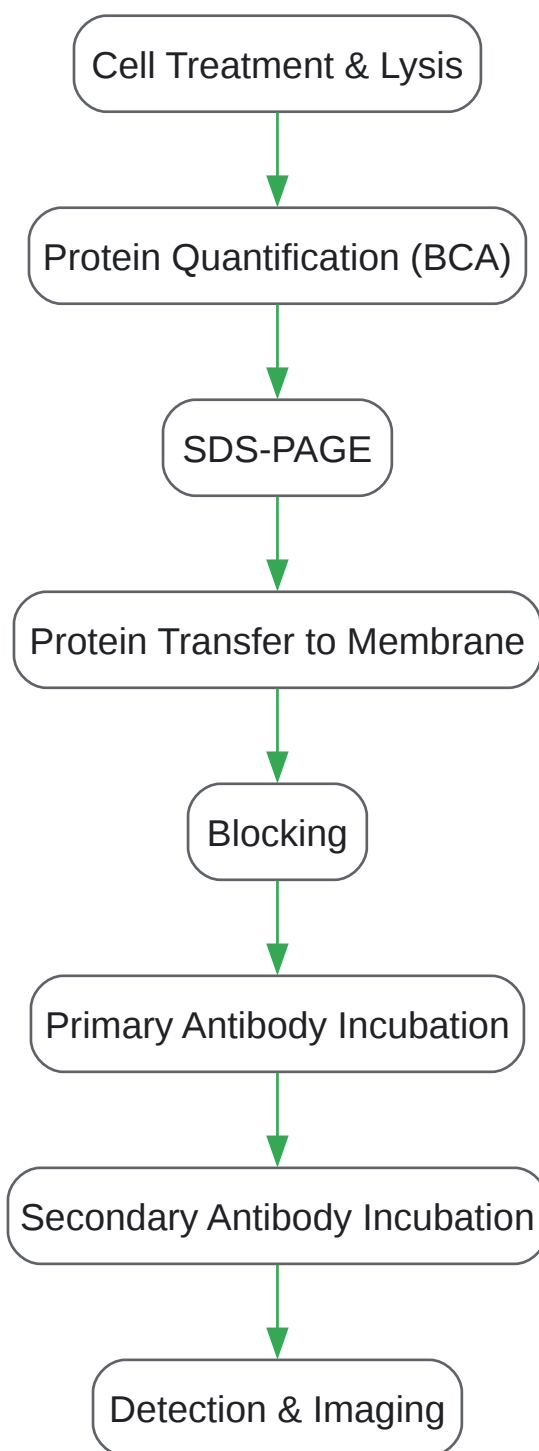 Cell Treatment & Lysis
Protein Quantification (BCA)
SDS-PAGE
Protein Transfer to Membrane
Blocking
Primary Antibody Incubation
Secondary Antibody Incubation
Detection & Imaging